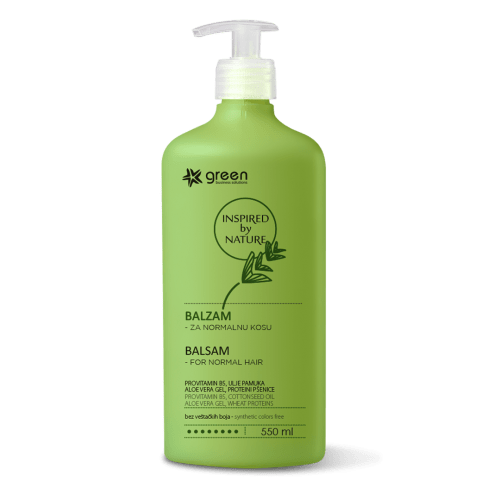 green
business solutions
INSPIRED
by
NATURE
BALZAM
- ZA NORMALNU KOSU
BALSAM
- FOR NORMAL HAIR
PROVITAMIN B5, ULJE PAMUKA
ALOE VERA GEL, PROTEINI PŠENICE
PROVITAMIN B5, COTTONSEED OIL
ALOE VERA GEL, WHEAT PROTEINS
bez veštačkih boja - synthetic colors free
550 ml